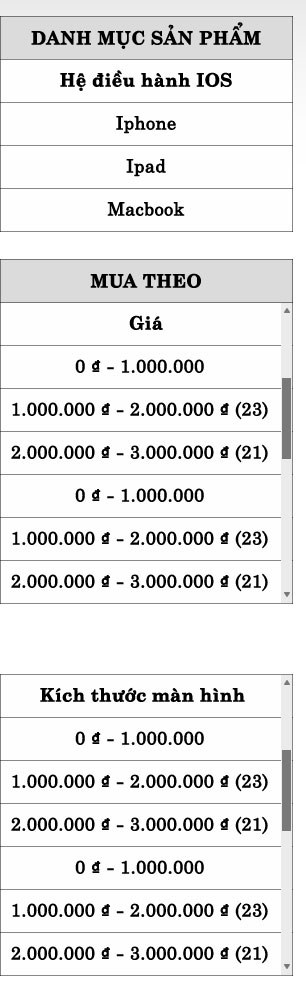 DANH MỤC SẢN PHẨM
Hệ điều hành IOS
Iphone
Ipad
Macbook
MUA THEO
Giá
0 ₫ - 1.000.000
1.000.000 ₫ - 2.000.000 ₫ (23)
2.000.000 ₫ - 3.000.000 ₫ (21)
0 ₫ - 1.000.000
1.000.000 ₫ - 2.000.000 ₫ (23)
2.000.000 ₫ - 3.000.000 ₫ (21)
Kích thước màn hình
0 ₫ - 1.000.000
1.000.000 ₫ - 2.000.000 ₫ (23)
2.000.000 ₫ - 3.000.000 ₫ (21)
0 ₫ - 1.000.000
1.000.000 ₫ - 2.000.000 ₫ (23)
2.000.000 ₫ - 3.000.000 ₫ (21)